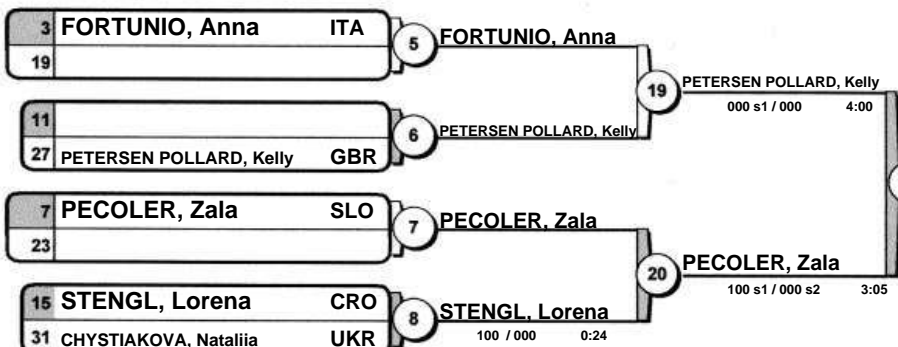 3 FORTUNIO, Anna ITA
19
5
FORTUNIO, Anna
11
27 PETERSEN POLLARD, Kelly GBR
6
PETERSEN POLLARD, Kelly
19
PETERSEN POLLARD, Kelly
000 s1 / 000 4:00
7 PECOLER, Zala SLO
23
7
PECOLER, Zala
15 STENGL, Lorena CRO
31 CHYSTIAKOVA, Nataliia UKR
8
STENGL, Lorena
100 / 000 0:24
20
PECOLER, Zala
100 s1 / 000 s2 3:05